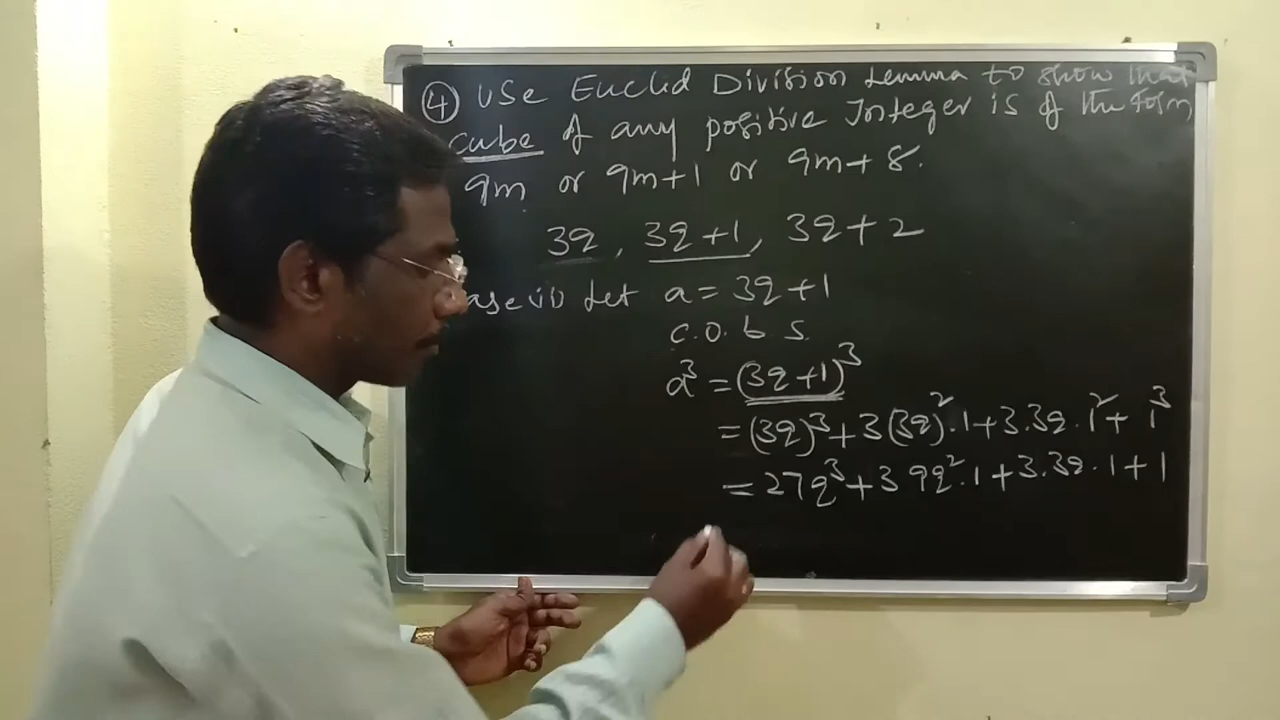 ④ Use Euclid Division Lemma to show that
cube of any positive Integer is of the form
9m or 9m+1 or 9m+8.
3q, 3q+1, 3q+2
Let a = 3q+1
C.O.b.S.
a³ = (3q+1)³
= (3q)³+3(3q)².1+3.3q.1²+1³
= 27q³+3 9q².1+3.3q.1+1